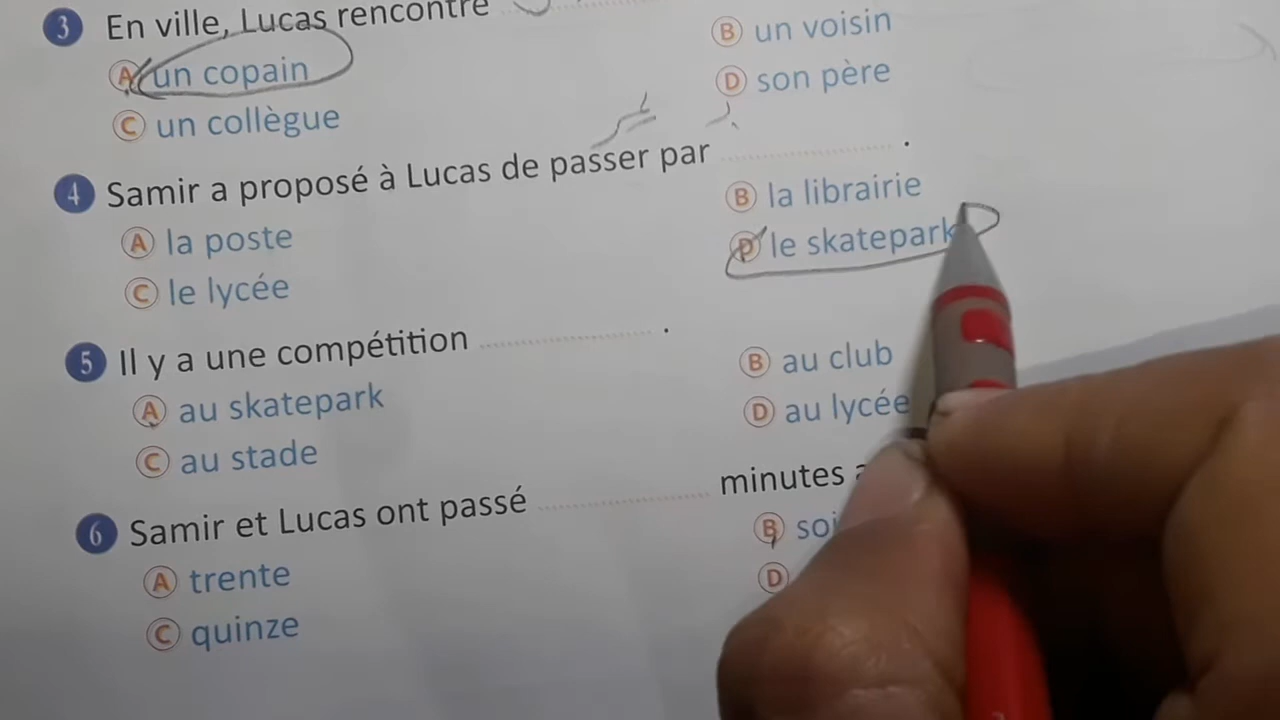 3 En ville, Lucas rencontre
A un copain B un voisin
C un collègue D son père
4 Samir a proposé à Lucas de passer par .
A la poste B la librairie
C le lycée D le skatepark
5 Il y a une compétition .
A au skatepark B au club
C au stade D au lycée
6 Samir et Lucas ont passé minutes
A trente B
C quinze D